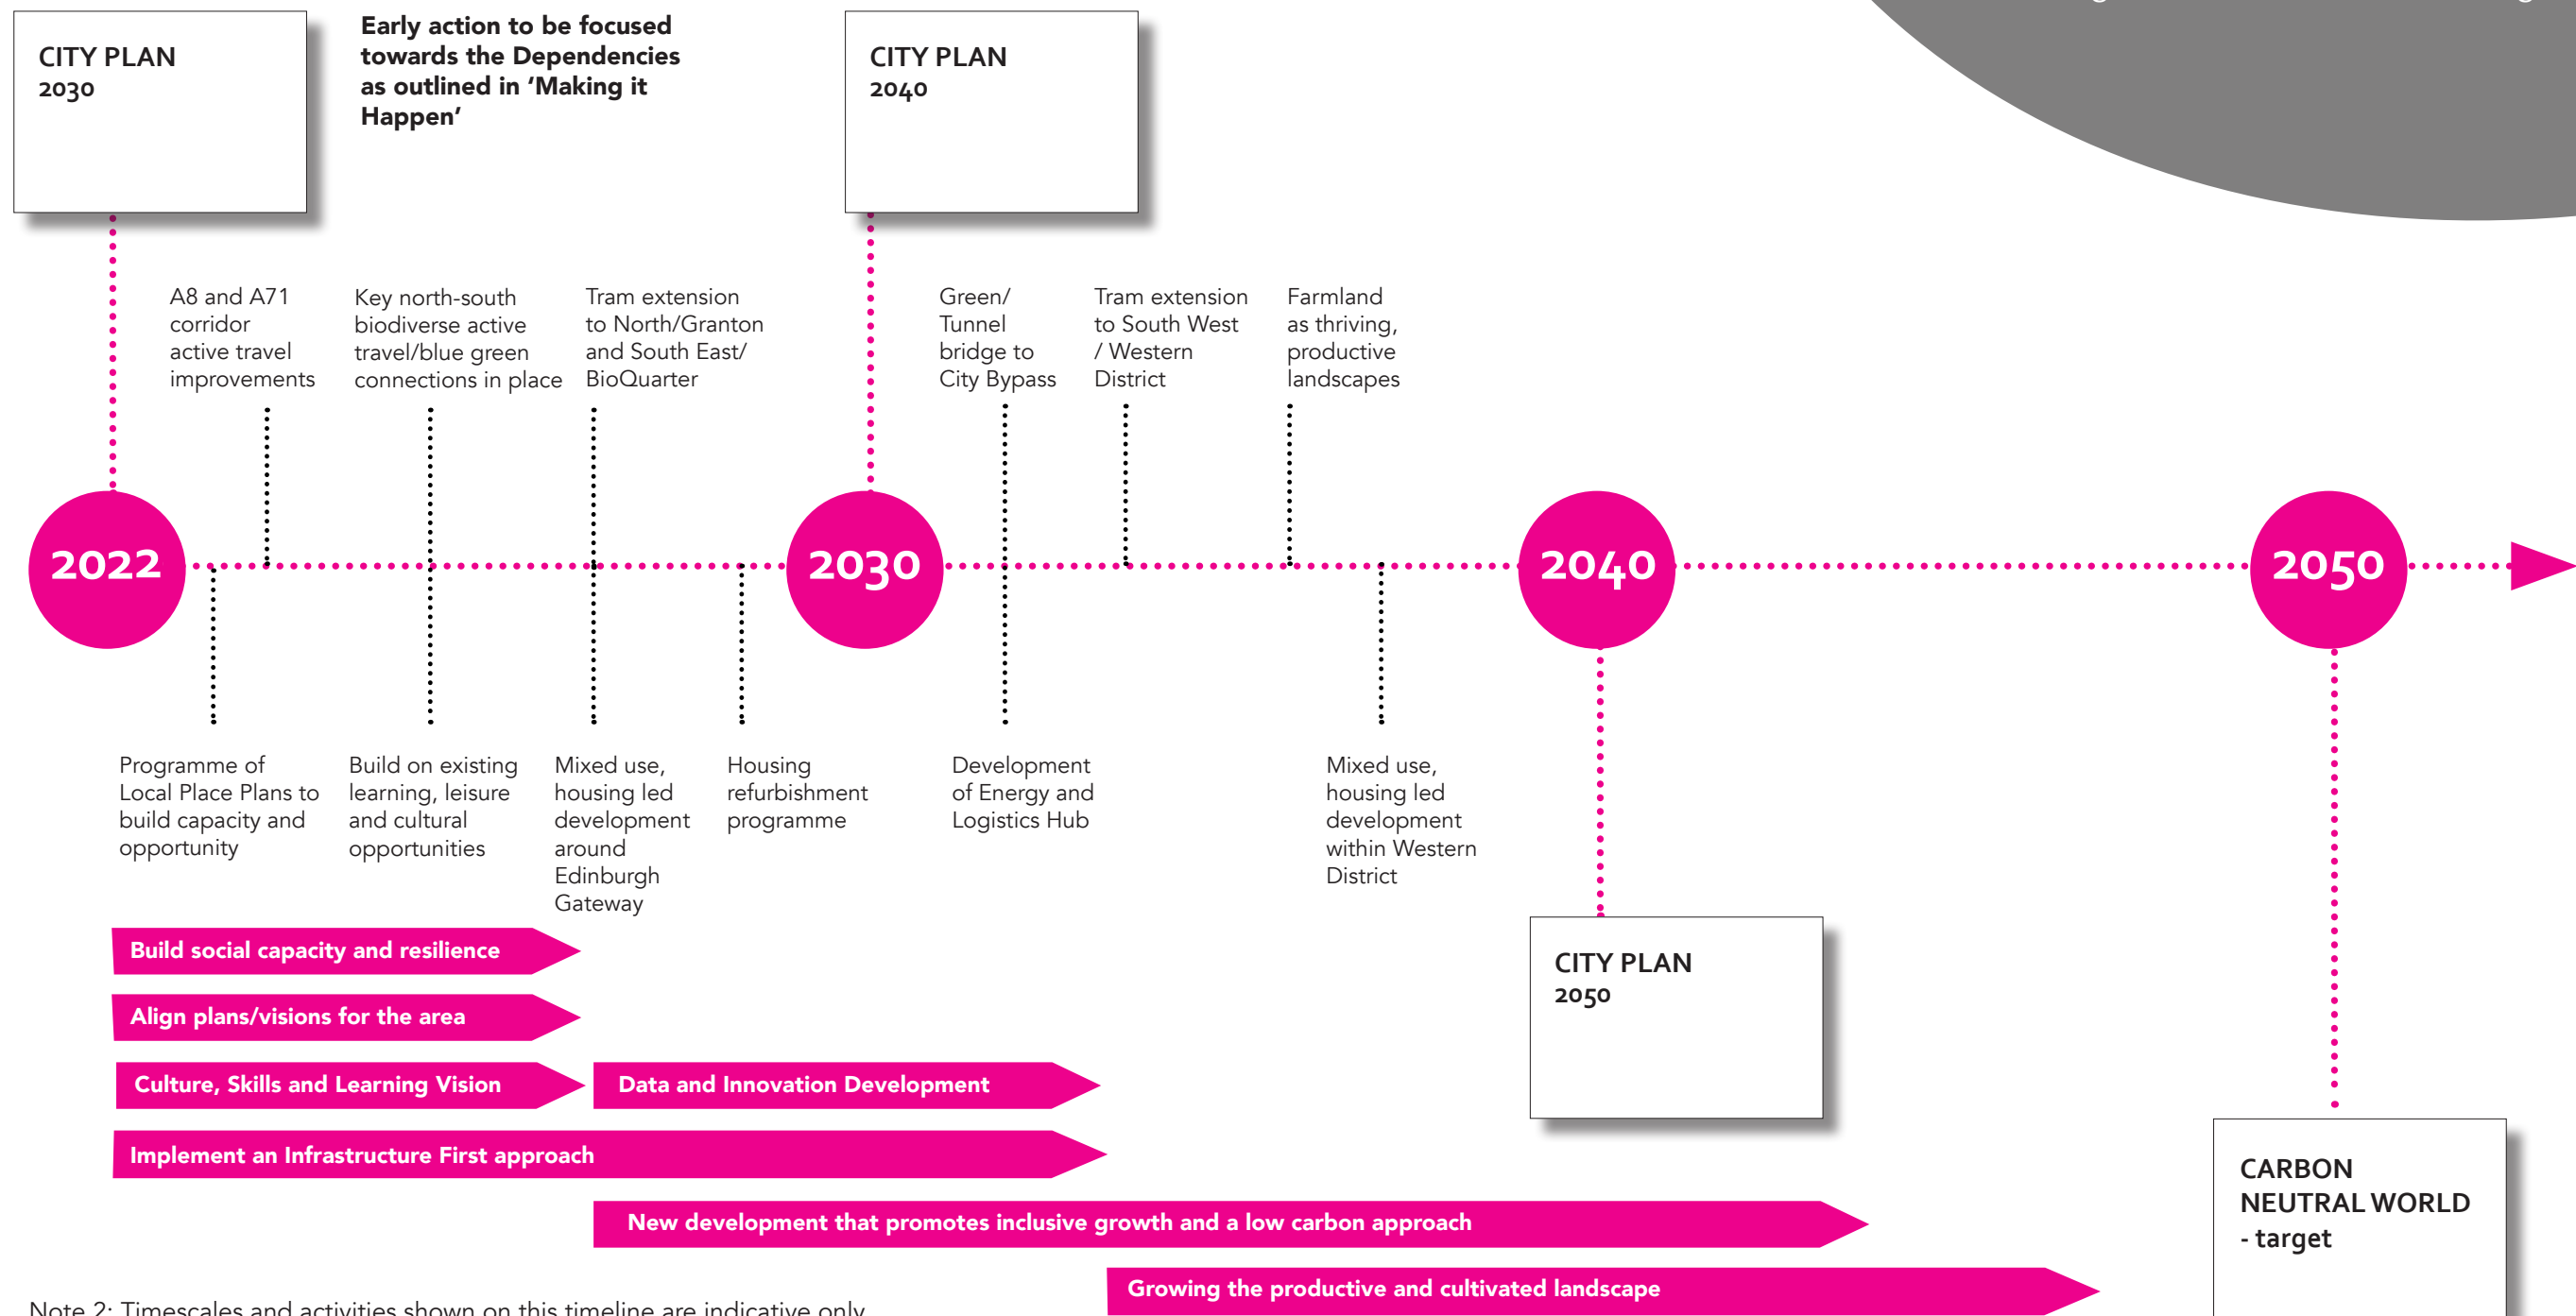 CITY PLAN
2030
Early action to be focused
towards the Dependencies
as outlined in ‘Making it
Happen’
CITY PLAN
2040
A8 and A71
corridor
active travel
improvements
Key north-south
biodiverse active
travel/blue green
connections in place
Tram extension
to North/Granton
and South East/
BioQuarter
Green/
Tunnel
bridge to
City Bypass
Tram extension
to South West
/ Western
District
Farmland
as thriving,
productive
landscapes
2022
2030
2040
2050
Programme of
Local Place Plans to
build capacity and
opportunity
Build on existing
learning, leisure
and cultural
opportunities
Mixed use,
housing led
development
around
Edinburgh
Gateway
Housing
refurbishment
programme
Development
of Energy and
Logistics Hub
Mixed use,
housing led
development
within Western
District
Build social capacity and resilience
Align plans/visions for the area
Culture, Skills and Learning Vision
Data and Innovation Development
Implement an Infrastructure First approach
New development that promotes inclusive growth and a low carbon approach
Growing the productive and cultivated landscape
CITY PLAN
2050
CARBON
NEUTRAL WORLD
- target
Note 2: Timescales and activities shown on this timeline are indicative only